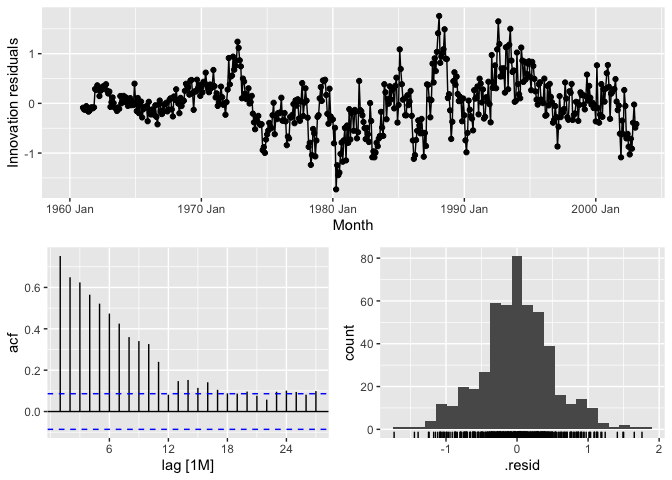 Innovation residuals
1
0
-1
1960 Jan 1970 Jan 1980 Jan 1990 Jan 2000 Jan
Month
acf
0.6
0.4
0.2
0.0
6 12 18 24
lag [1M]
count
80
60
40
20
0
-1 0 1 2
.resid